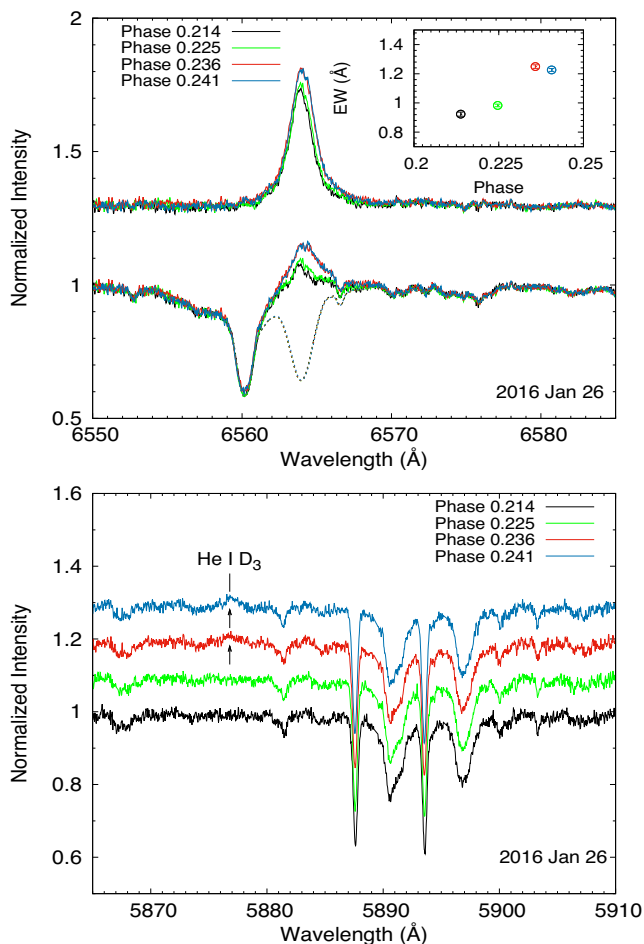 Phase 0.214
Phase 0.225
Phase 0.236
Phase 0.241
2
1.5
1
0.5
Normalized Intensity
EW (Å)
1.4
1.2
1
0.8
0.2 0.225 0.25
Phase
2016 Jan 26
6550 6560 6570 6580
Wavelength (Å)
1.6
1.4
1.2
1
0.8
0.6
Normalized Intensity
Phase 0.214
Phase 0.225
Phase 0.236
Phase 0.241
He I D3
2016 Jan 26
5870 5880 5890 5900 5910
Wavelength (Å)